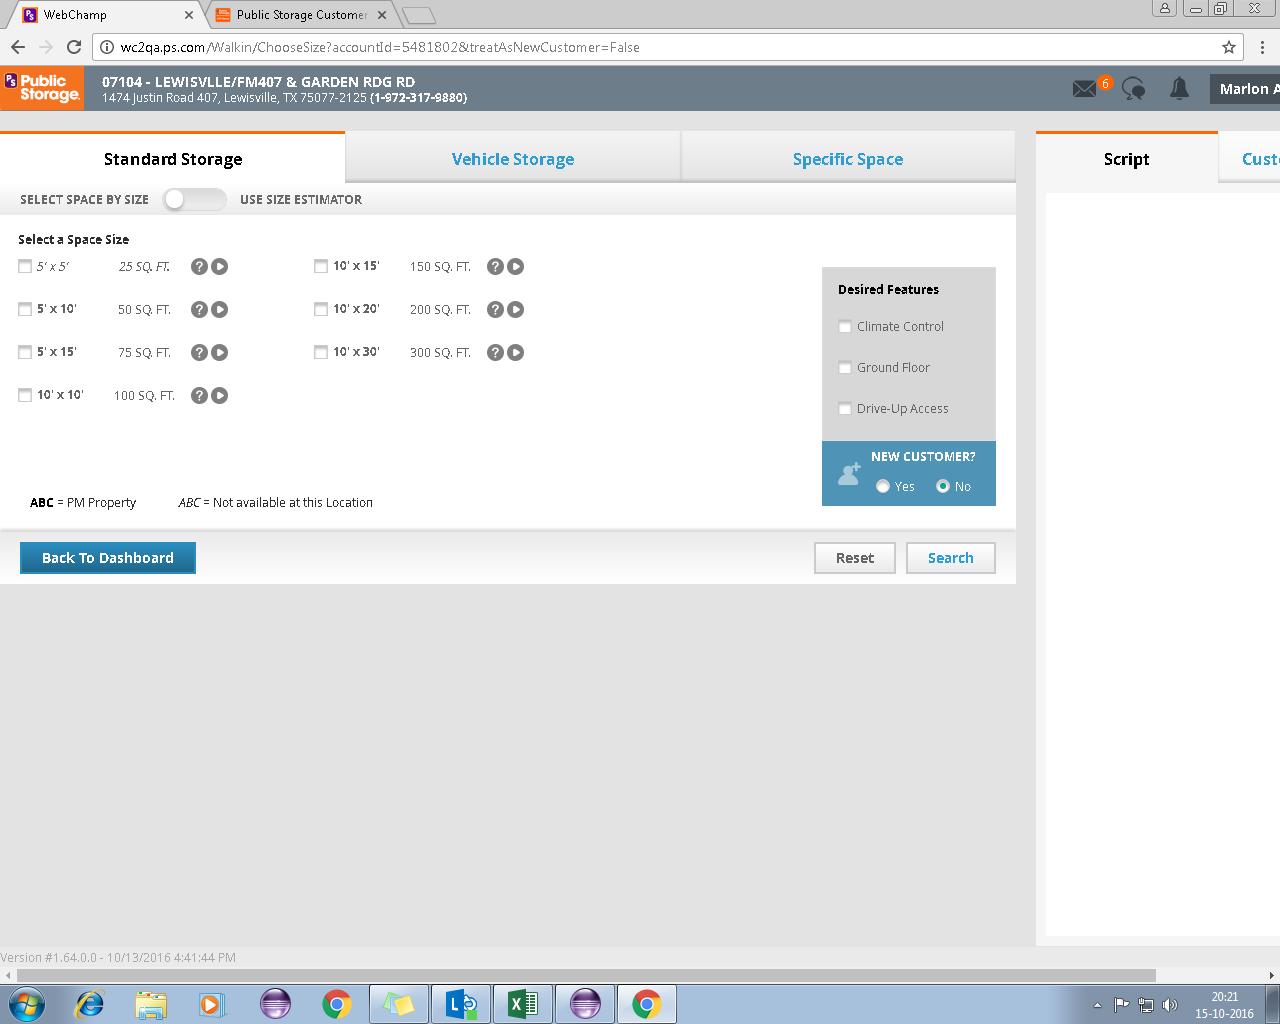 WebChamp
Public Storage Customer
wc2qa.ps.com/Walkin/ChooseSize?accountId=5481802&treatAsNewCustomer=False
PS Public Storage.
07104 - LEWISVLLE/FM407 & GARDEN RDG RD
1474 Justin Road 407, Lewisville, TX 75077-2125 (1-972-317-9880)
6
Marlon A
Standard Storage
Vehicle Storage
Specific Space
Script
Cust
SELECT SPACE BY SIZE
USE SIZE ESTIMATOR
Select a Space Size
5' x 5' 25 SQ. FT. ?
10' x 15' 150 SQ. FT. ?
5' x 10' 50 SQ. FT. ?
10' x 20' 200 SQ. FT. ?
5' x 15' 75 SQ. FT. ?
10' x 30' 300 SQ. FT. ?
10' x 10' 100 SQ. FT. ?
Desired Features
Climate Control
Ground Floor
Drive-Up Access
NEW CUSTOMER?
Yes No
ABC = PM Property
ABC = Not available at this Location
Back To Dashboard
Reset
Search
Version #1.64.0.0 - 10/13/2016 4:41:44 PM
20:21
15-10-2016